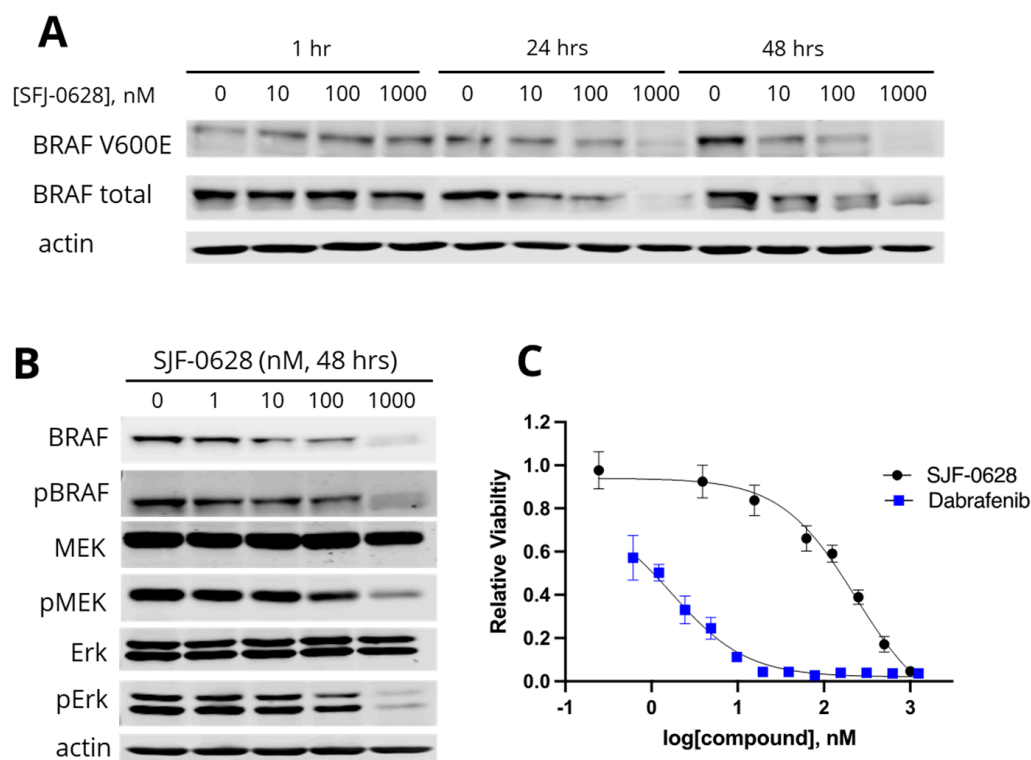 A
1 hr 24 hrs 48 hrs
[SFJ-0628], nM 0 10 100 1000 0 10 100 1000 0 10 100 1000
BRAF V600E
BRAF total
actin
B
SJF-0628 (nM, 48 hrs)
0 1 10 100 1000
BRAF
pBRAF
MEK
pMEK
Erk
pErk
actin
C
Relative Viabiltiy
1.2
1.0
0.8
0.6
0.4
0.2
0.0
-1 0 1 2 3
log[compound], nM
SJF-0628
Dabrafenib